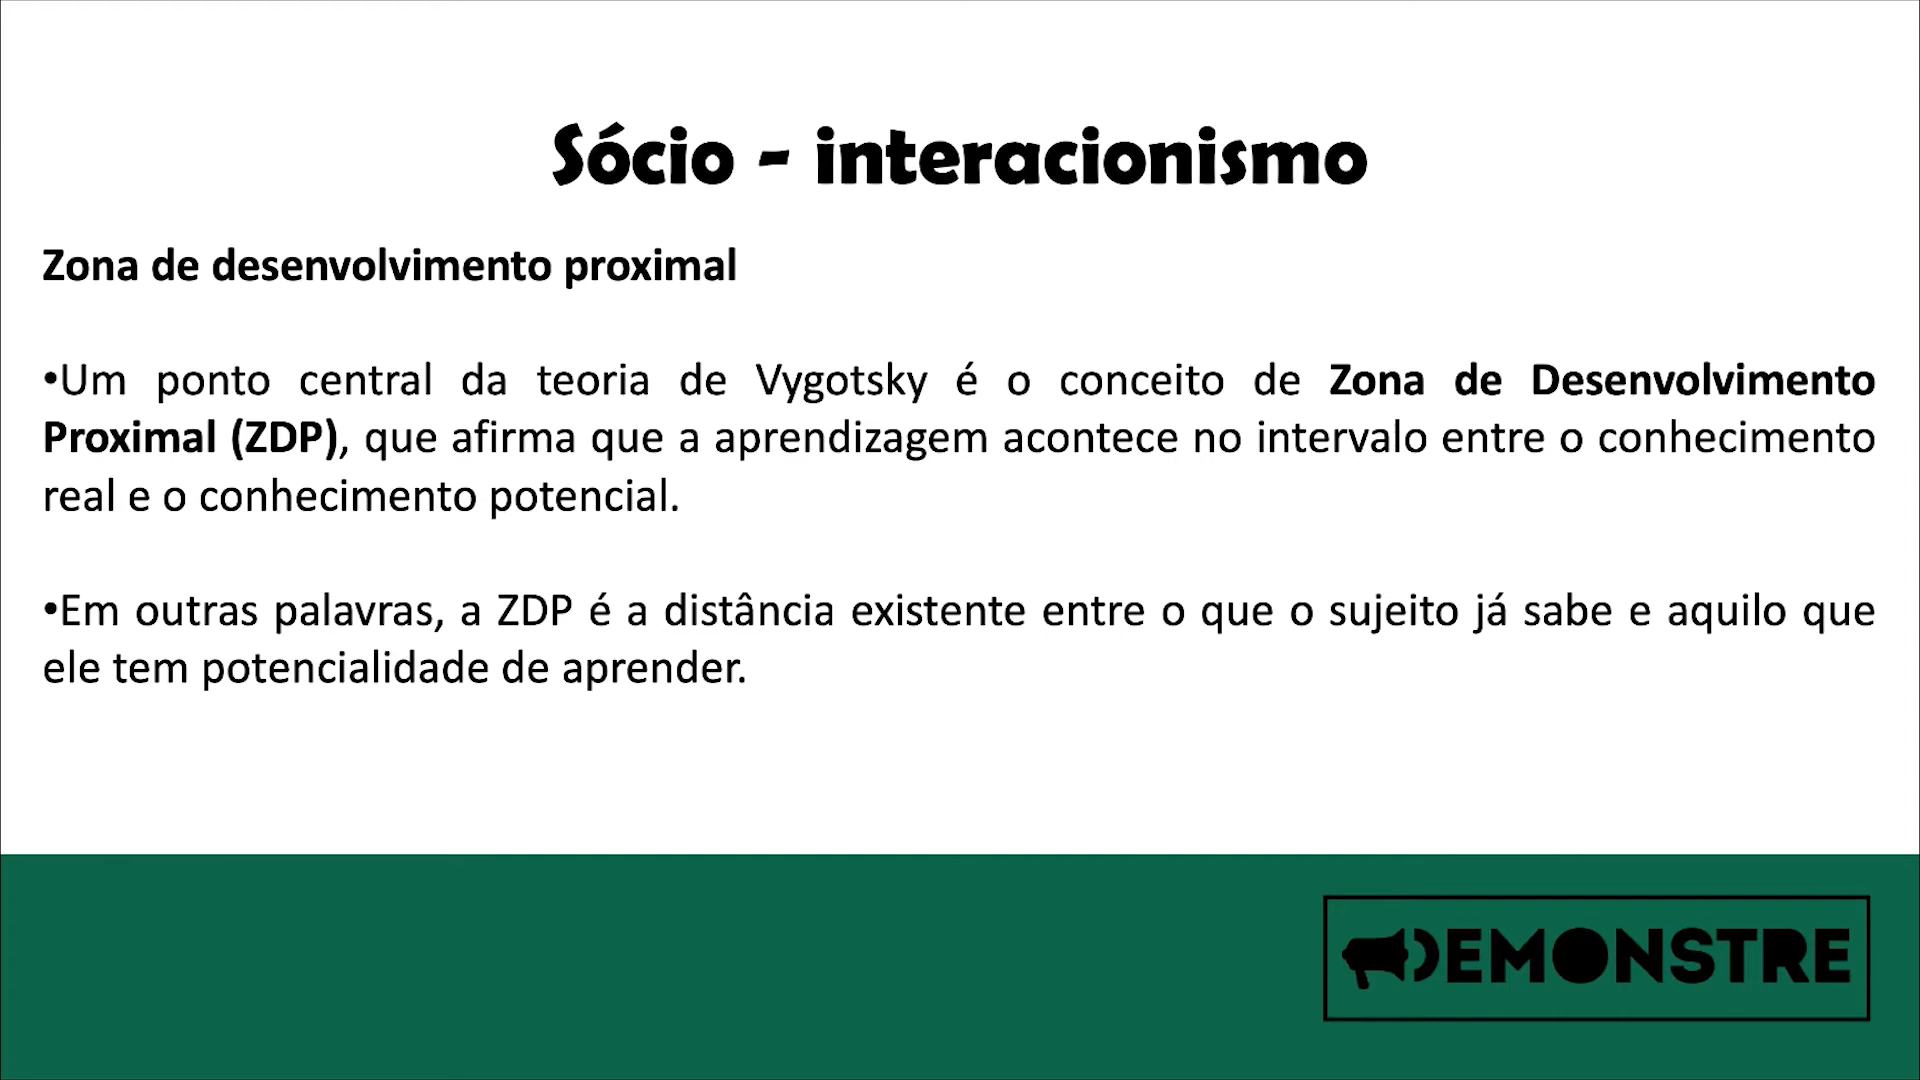 Sócio - interacionismo
Zona de desenvolvimento proximal
•Um ponto central da teoria de Vygotsky é o conceito de Zona de Desenvolvimento
Proximal (ZDP), que afirma que a aprendizagem acontece no intervalo entre o conhecimento
real e o conhecimento potencial.
•Em outras palavras, a ZDP é a distância existente entre o que o sujeito já sabe e aquilo que
ele tem potencialidade de aprender.
DEMONSTRE